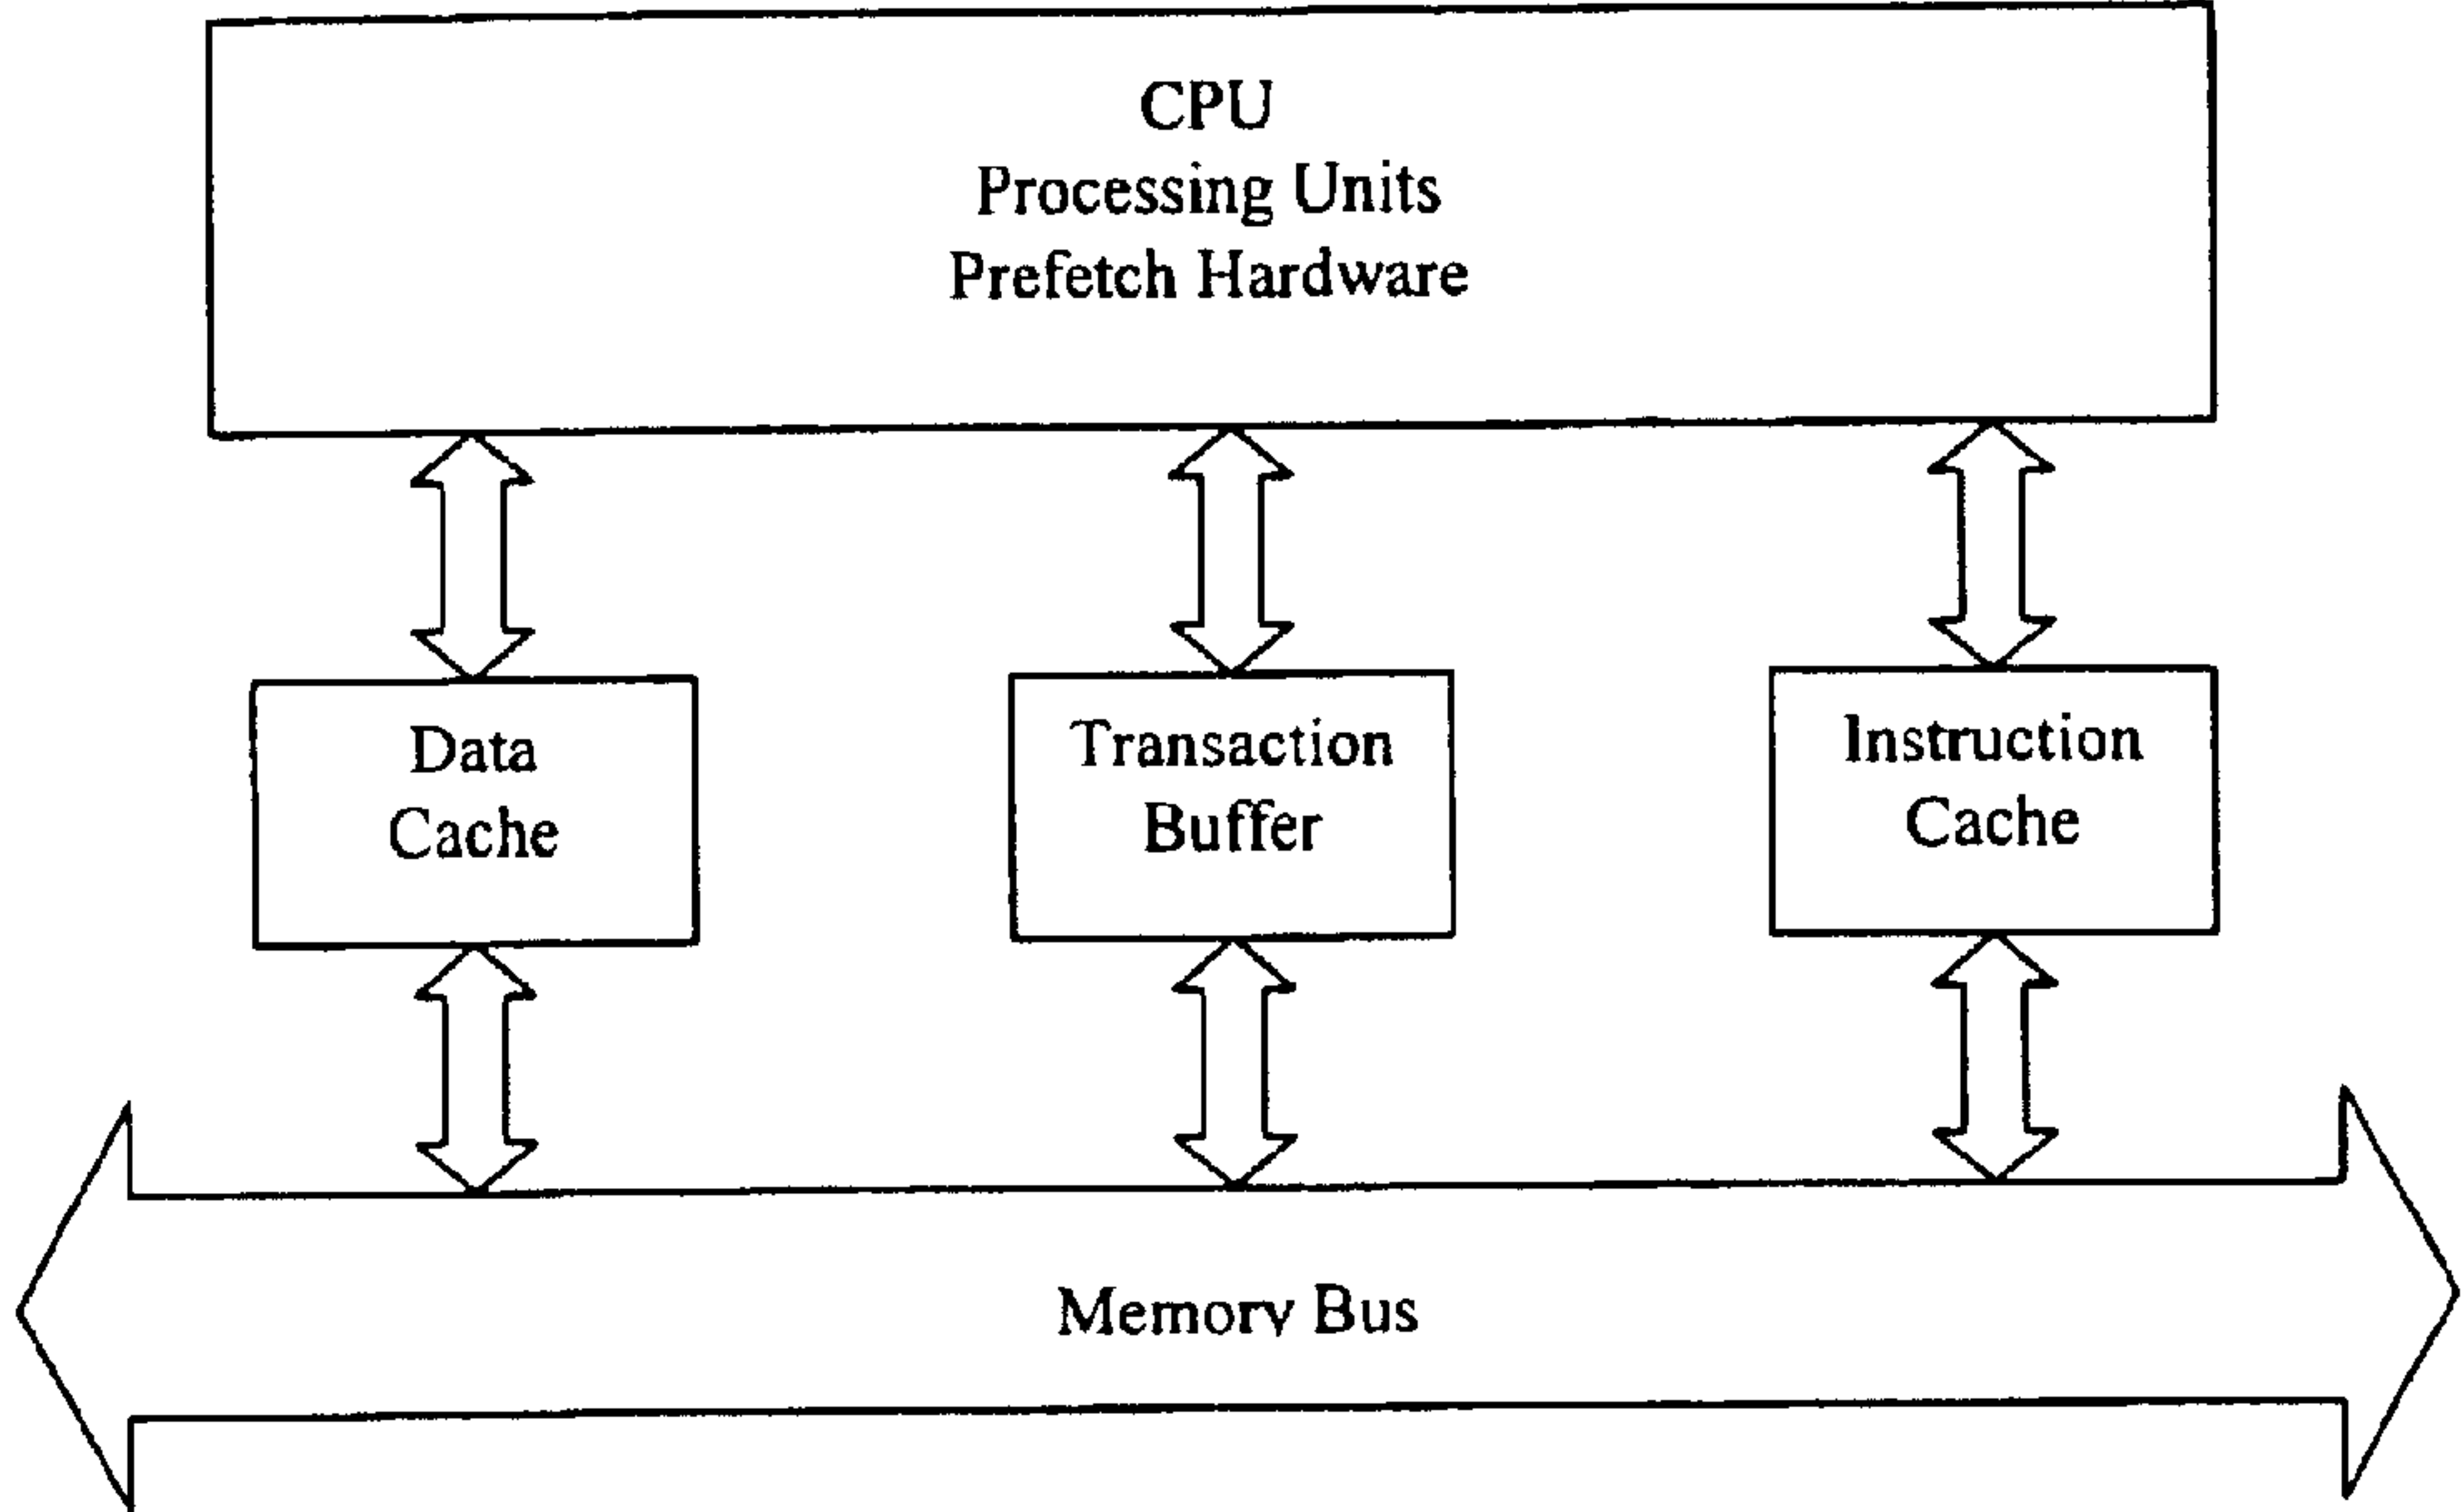 CPU
Processing Units
Prefetch Hardware
Data
Cache
Transaction
Buffer
Instruction
Cache
Memory Bus